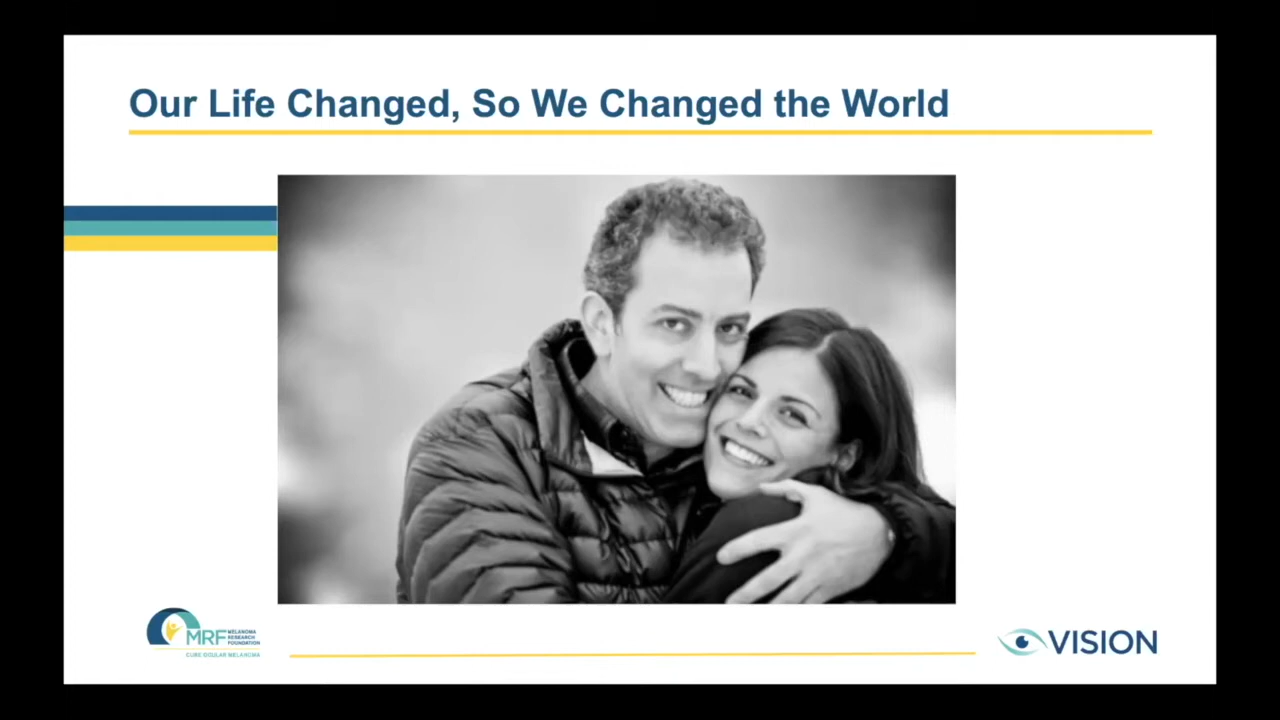 Our Life Changed, So We Changed the World
MRF
MELANOMA
RESEARCH
FOUNDATION
CURE OCULAR MELANOMA
VISION